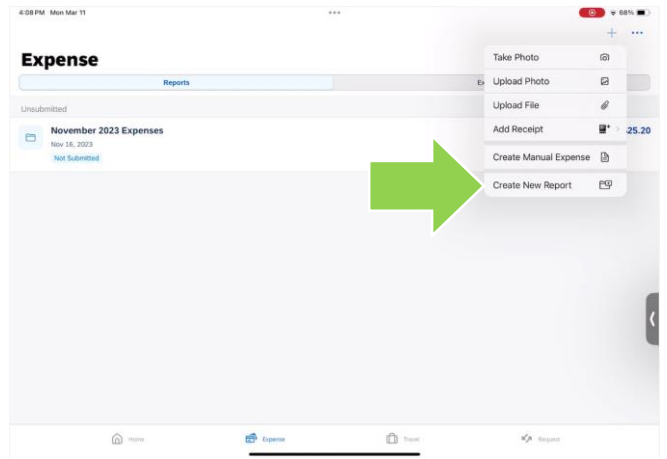 4:08 PM Mon Mar 11
68%
Expense
Reports
Unsubmitted
November 2023 Expenses
Nov 16, 2023
Not Submitted
25.20
Take Photo
Upload Photo
Upload File
Add Receipt
Create Manual Expense
Create New Report
Home
Expense
Travel
Request